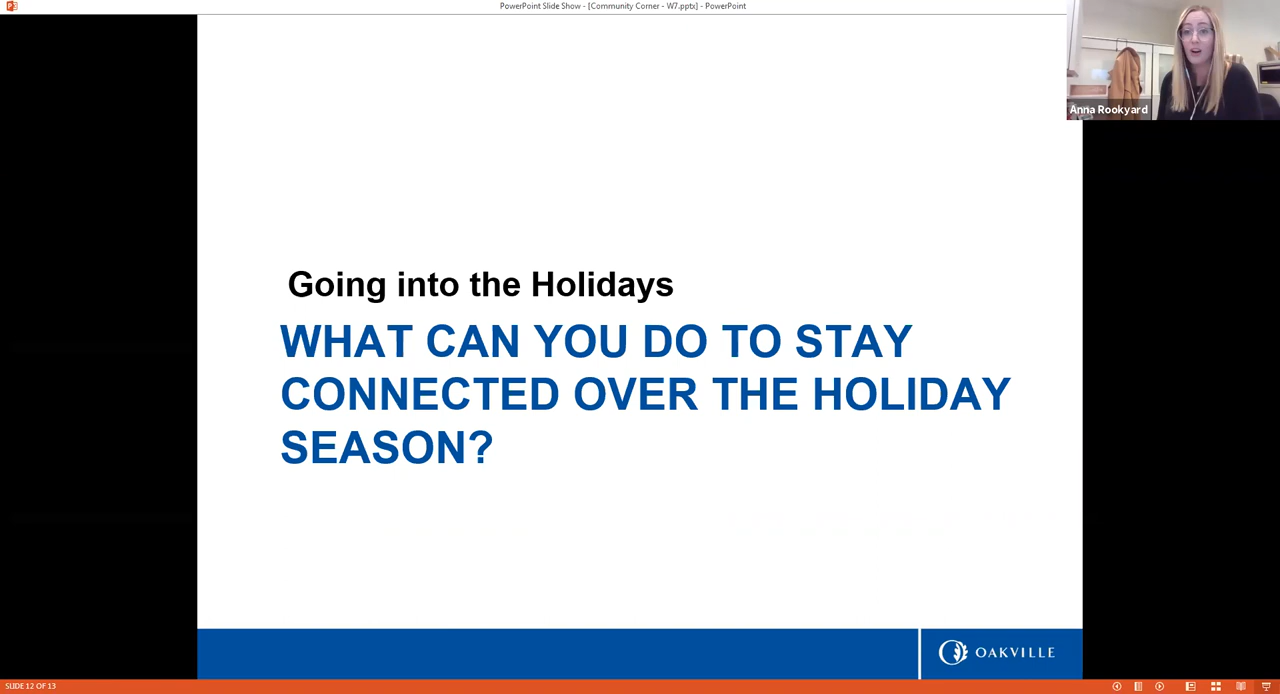 PowerPoint Slide Show - [Community Corner - W7.pptx] - PowerPoint
Anna Rookyard
Going into the Holidays
WHAT CAN YOU DO TO STAY
CONNECTED OVER THE HOLIDAY
SEASON?
OAKVILLE
SLIDE 12 OF 13